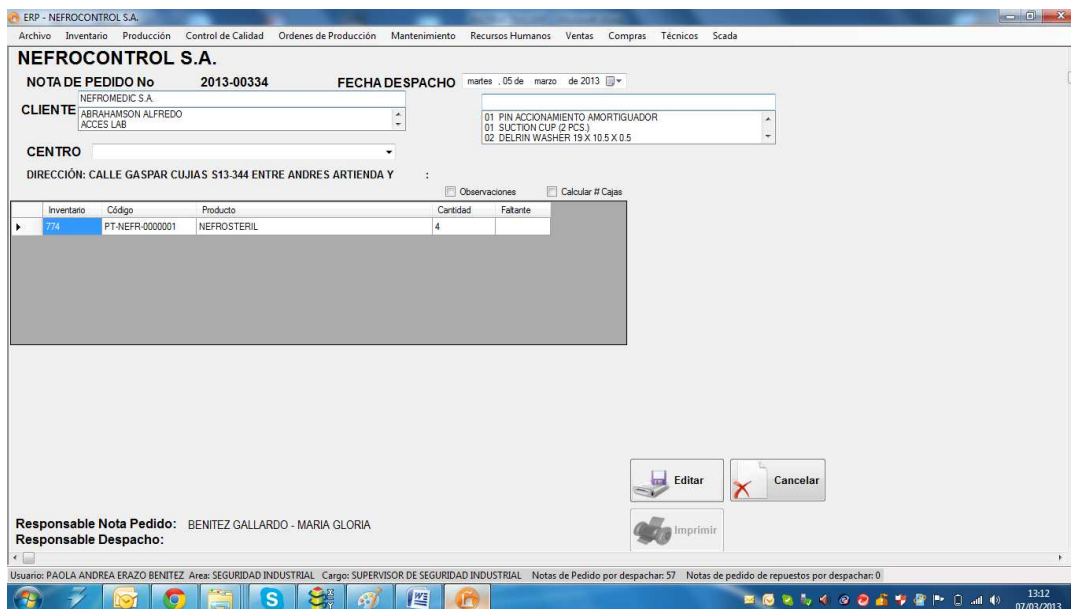 ERP - NEFROCONTROL S.A.
Archivo Inventario Producción Control de Calidad Ordenes de Producción Mantenimiento Recursos Humanos Ventas Compras Técnicos Scada
NEFROCONTROL S.A.
NOTA DE PEDIDO No 2013-00334 FECHA DESPACHO martes , 05 de marzo de 2013
CLIENTE
NEFROMEDIC S.A.
ABRAHAMSON ALFREDO
ACCES LAB
01 PIN ACCIONAMIENTO AMORTIGUADOR
01 SUCTION CUP (2 PCS.)
02 DELRIN WASHER 19 X 10.5 X 0.5
CENTRO
DIRECCIÓN: CALLE GASPAR CUJIAS S13-344 ENTRE ANDRES ARTIENDA Y :
Observaciones Calcular # Cajas
Inventario Código Producto Cantidad Faltante
774 PT-NEFR-0000001 NEFROSTERIL 4
Editar Cancelar
Imprimir
Responsable Nota Pedido: BENITEZ GALLARDO - MARIA GLORIA
Responsable Despacho:
Usuario: PAOLA ANDREA ERAZO BENITEZ Area: SEGURIDAD INDUSTRIAL Cargo: SUPERVISOR DE SEGURIDAD INDUSTRIAL Notas de Pedido por despachar: 57 Notas de pedido de repuestos por despachar: 0
13:12
07/03/2013